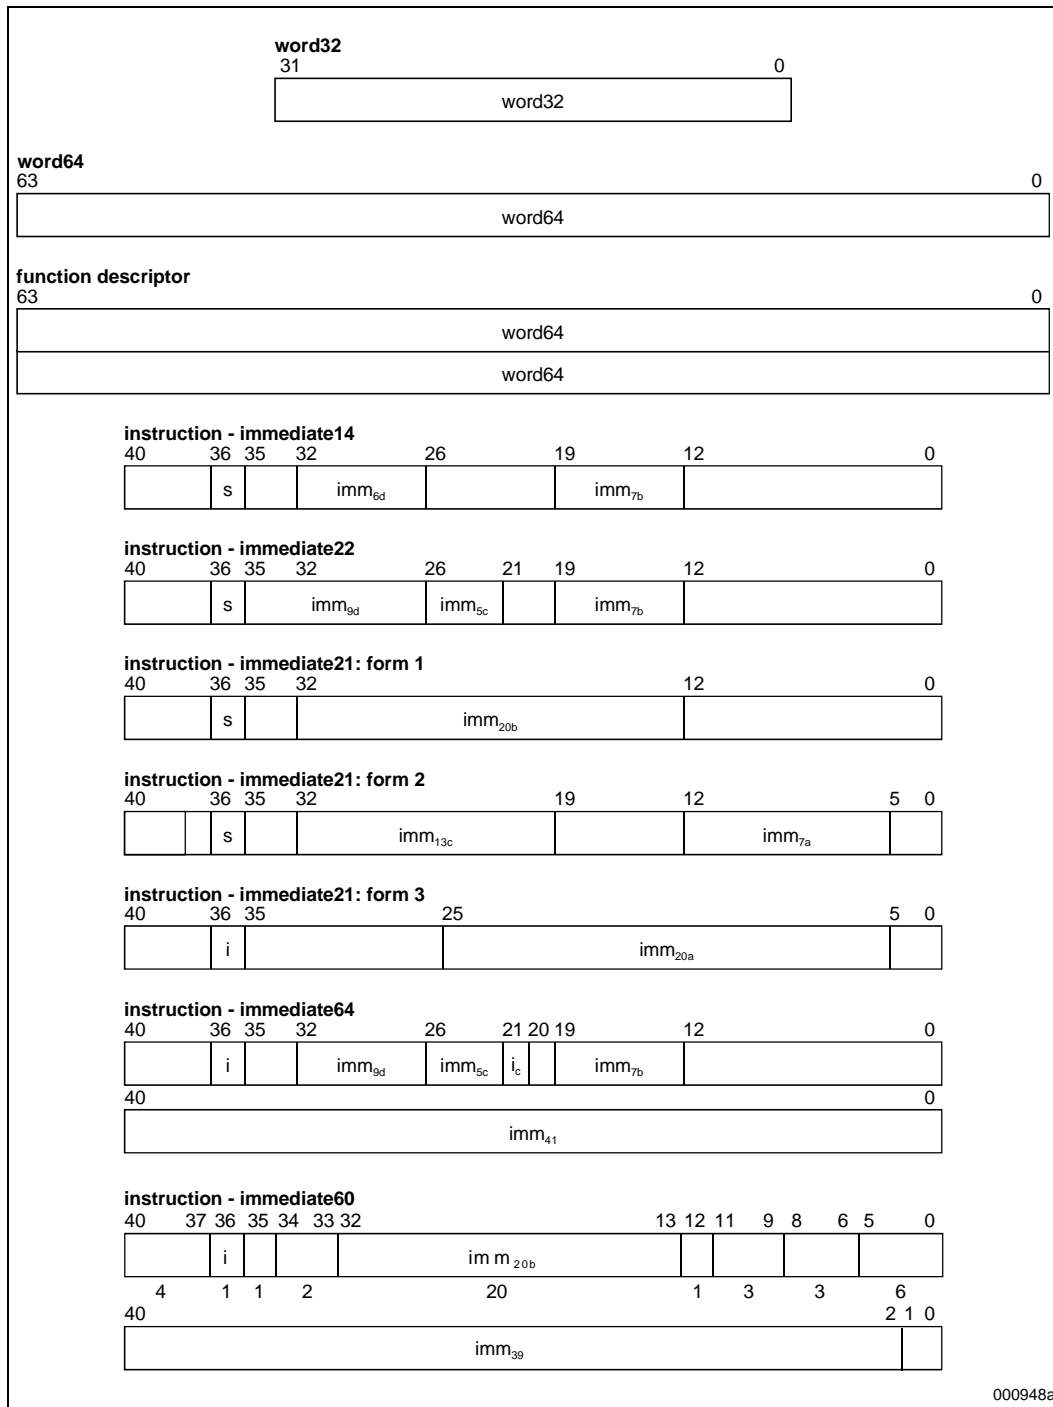 word32
31 0
word32
word64
63 0
word64
function descriptor
63 0
word64
word64
instruction - immediate14
40 36 35 32 26 19 12 0
s imm6d imm7b
instruction - immediate22
40 36 35 32 26 21 19 12 0
s imm9d imm5c imm7b
instruction - immediate21: form 1
40 36 35 32 12 0
s imm20b
instruction - immediate21: form 2
40 36 35 32 19 12 5 0
s imm13c imm7a
instruction - immediate21: form 3
40 36 35 25 5 0
i imm20a
instruction - immediate64
40 36 35 32 26 21 20 19 12 0
i imm9d imm5c ic imm7b
40 0
imm41
instruction - immediate60
40 37 36 35 34 33 32 13 12 11 9 8 6 5 0
i imm20b
4 1 1 2 20 1 3 3 6
40 2 1 0
imm39
000948a